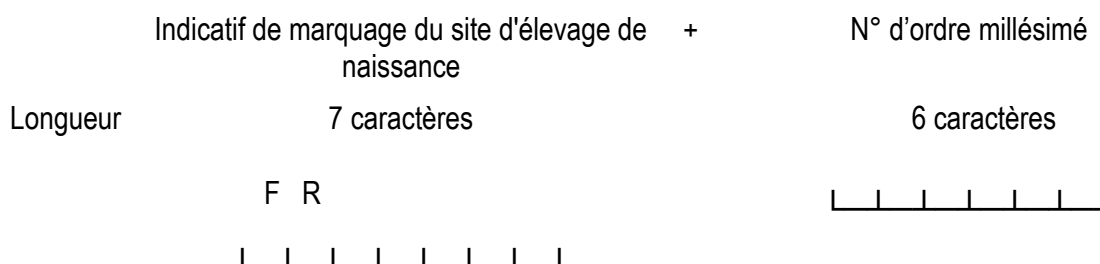 Indicatif de marquage du site d'élevage de + N° d’ordre millésimé
naissance
Longueur 7 caractères 6 caractères
F R